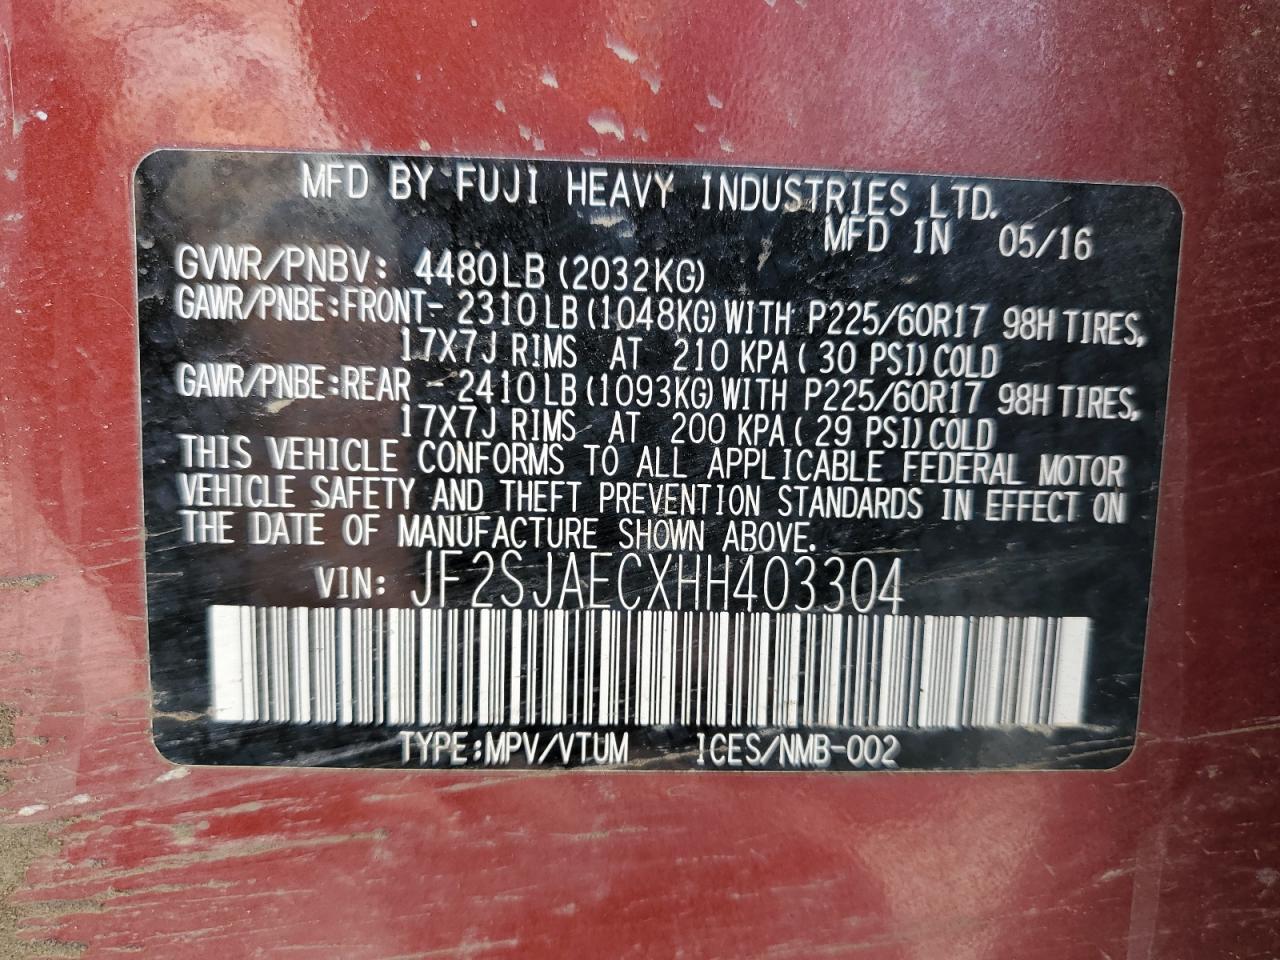 MFD BY FUJI HEAVY INDUSTRIES LTD.
MFD IN 05/16
GVWR/PNBV: 4480LB (2032KG)
GAWR/PNBE:FRONT- 2310LB (1048KG) WITH P225/60R17 98H TIRES,
17X7J RIMS AT 210 KPA (30 PSI) COLD
GAWR/PNBE:REAR - 2410LB (1093KG) WITH P225/60R17 98H TIRES,
17X7J RIMS AT 200 KPA (29 PSI) COLD
THIS VEHICLE CONFORMS TO ALL APPLICABLE FEDERAL MOTOR
VEHICLE SAFETY AND THEFT PREVENTION STANDARDS IN EFFECT ON
THE DATE OF MANUFACTURE SHOWN ABOVE.
VIN: JF2SJAECXHH403304
TYPE:MPV/VTUM ICES/NMB-002